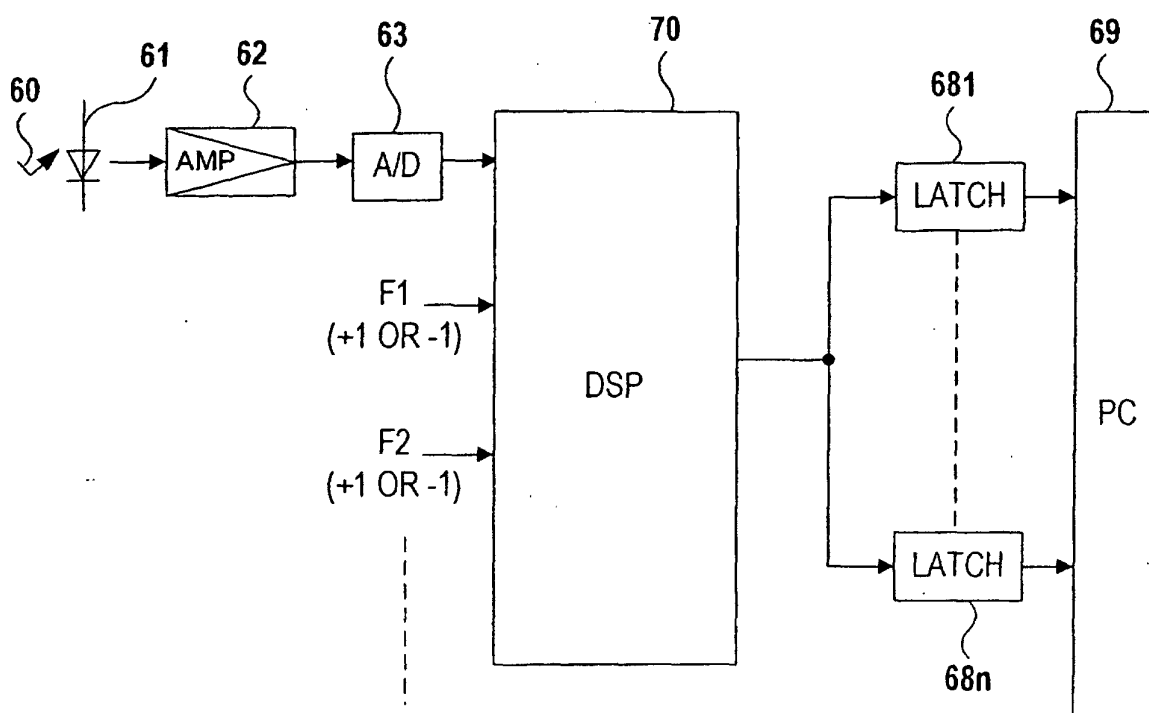 60
61
62
63
70
681
69
AMP
A/D
LATCH
F1
(+1 OR -1)
DSP
PC
F2
(+1 OR -1)
LATCH
68n